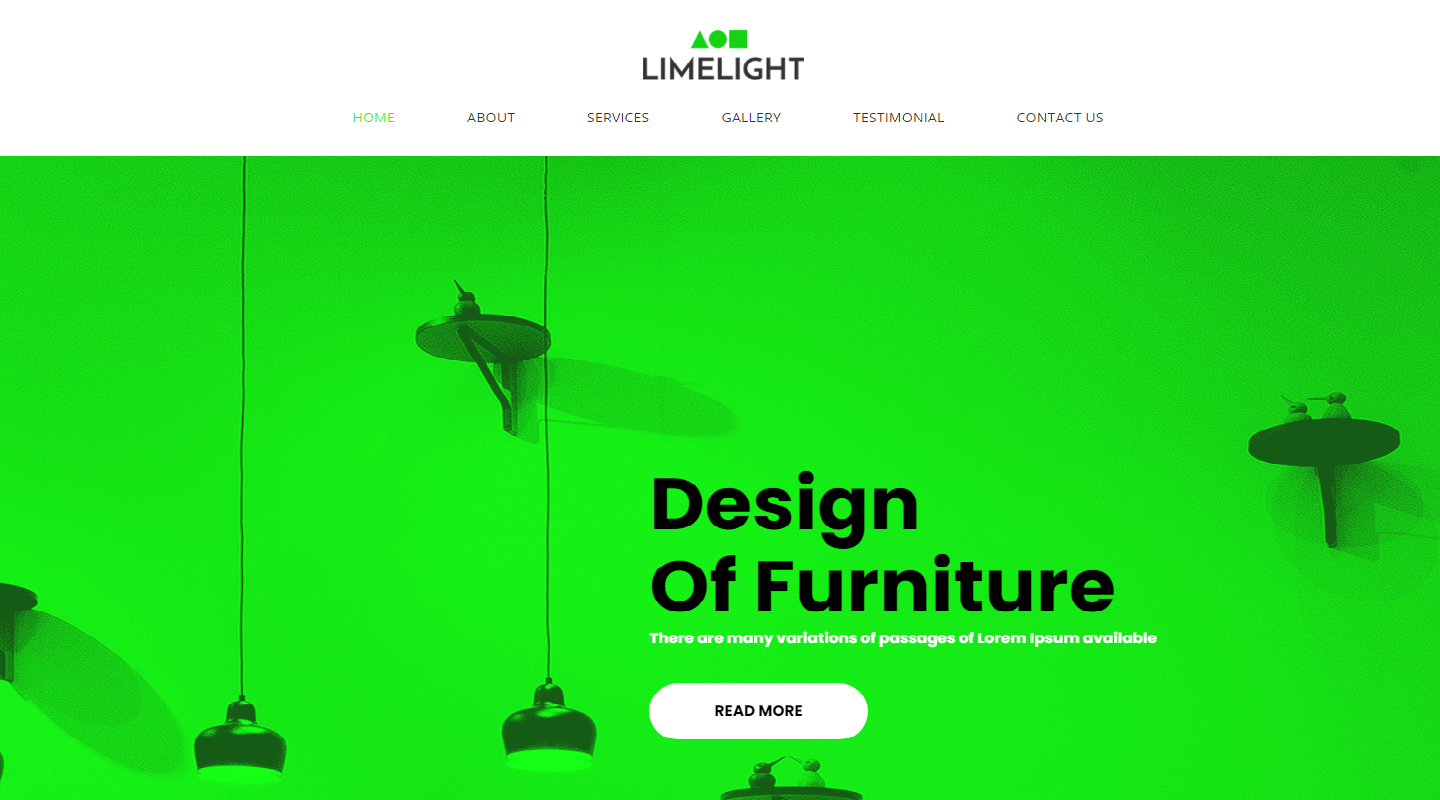 LIMELIGHT
HOME ABOUT SERVICES GALLERY TESTIMONIAL CONTACT US
Design
Of Furniture
There are many variations of passages of Lorem Ipsum available
READ MORE